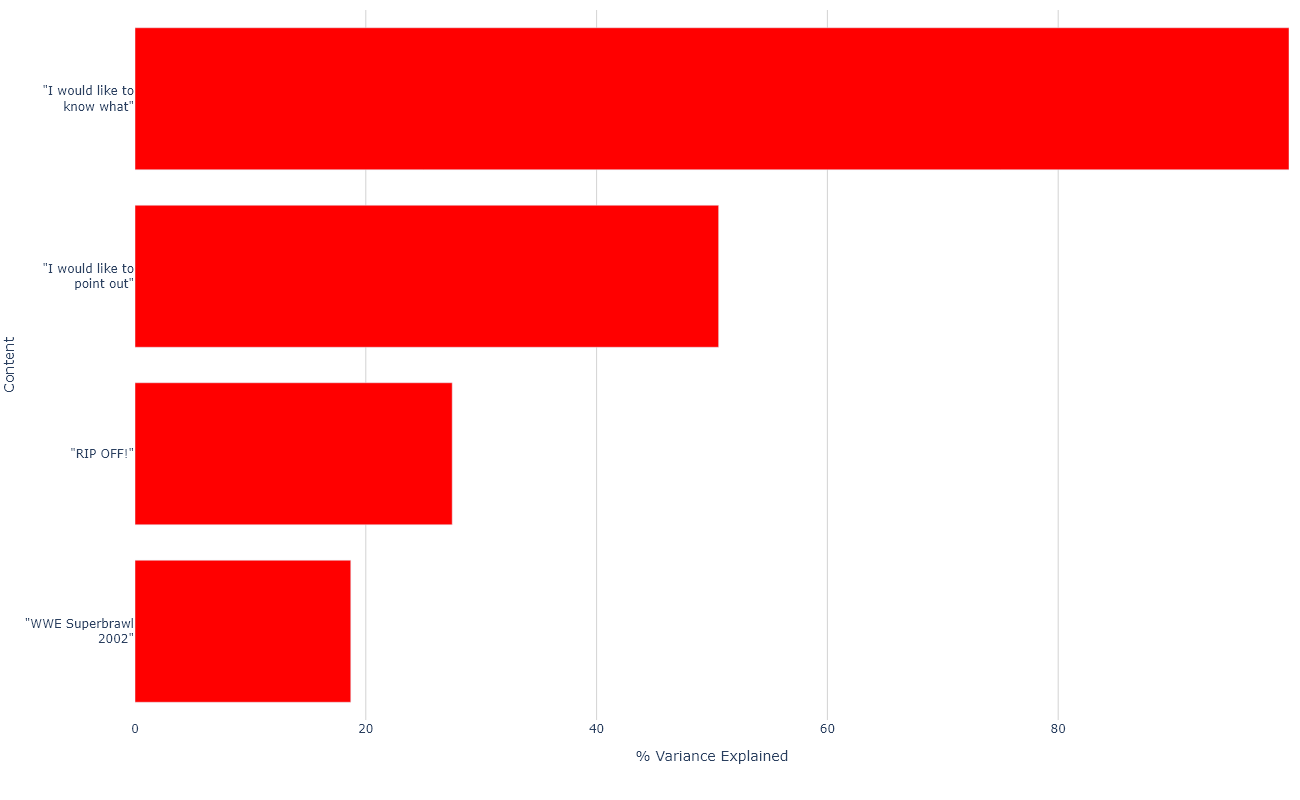 "I would like to
know what"
"I would like to
point out"
"RIP OFF!"
"WWE Superbrawl
2002"
Content
0 20 40 60 80
% Variance Explained